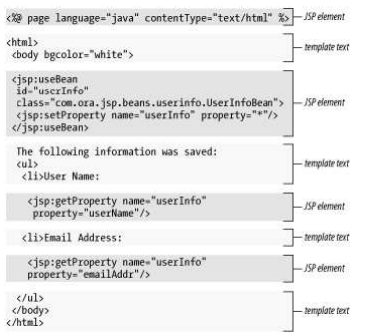 <%@ page language="java" contentType="text/html" %>
JSP element
<html>
<body bgcolor="white">
template text
<jsp:useBean
id="userInfo"
class="com.ora.jsp.beans.userinfo.UserInfoBean">
<jsp:setProperty name="userInfo" property="*"/>
</jsp:useBean>
JSP element
The following information was saved:
<ul>
<li>User Name:
template text
<jsp:getProperty name="userInfo"
property="userName"/>
JSP element
<li>Email Address:
template text
<jsp:getProperty name="userInfo"
property="emailAddr"/>
JSP element
</ul>
</body>
</html>
template text